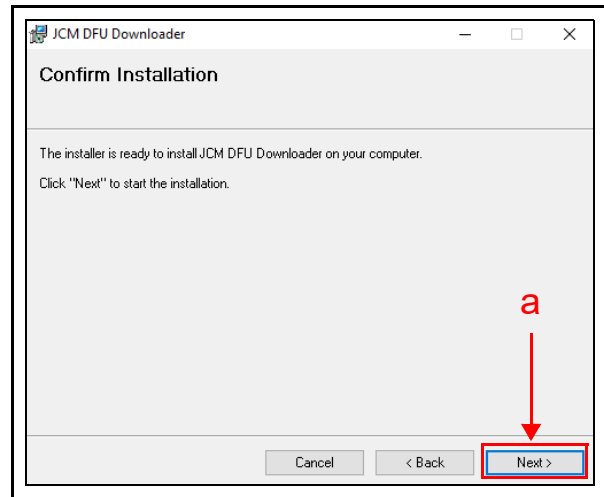 JCM DFU Downloader
Confirm Installation
The installer is ready to install JCM DFU Downloader on your computer.
Click "Next" to start the installation.
a
Cancel
< Back
Next >